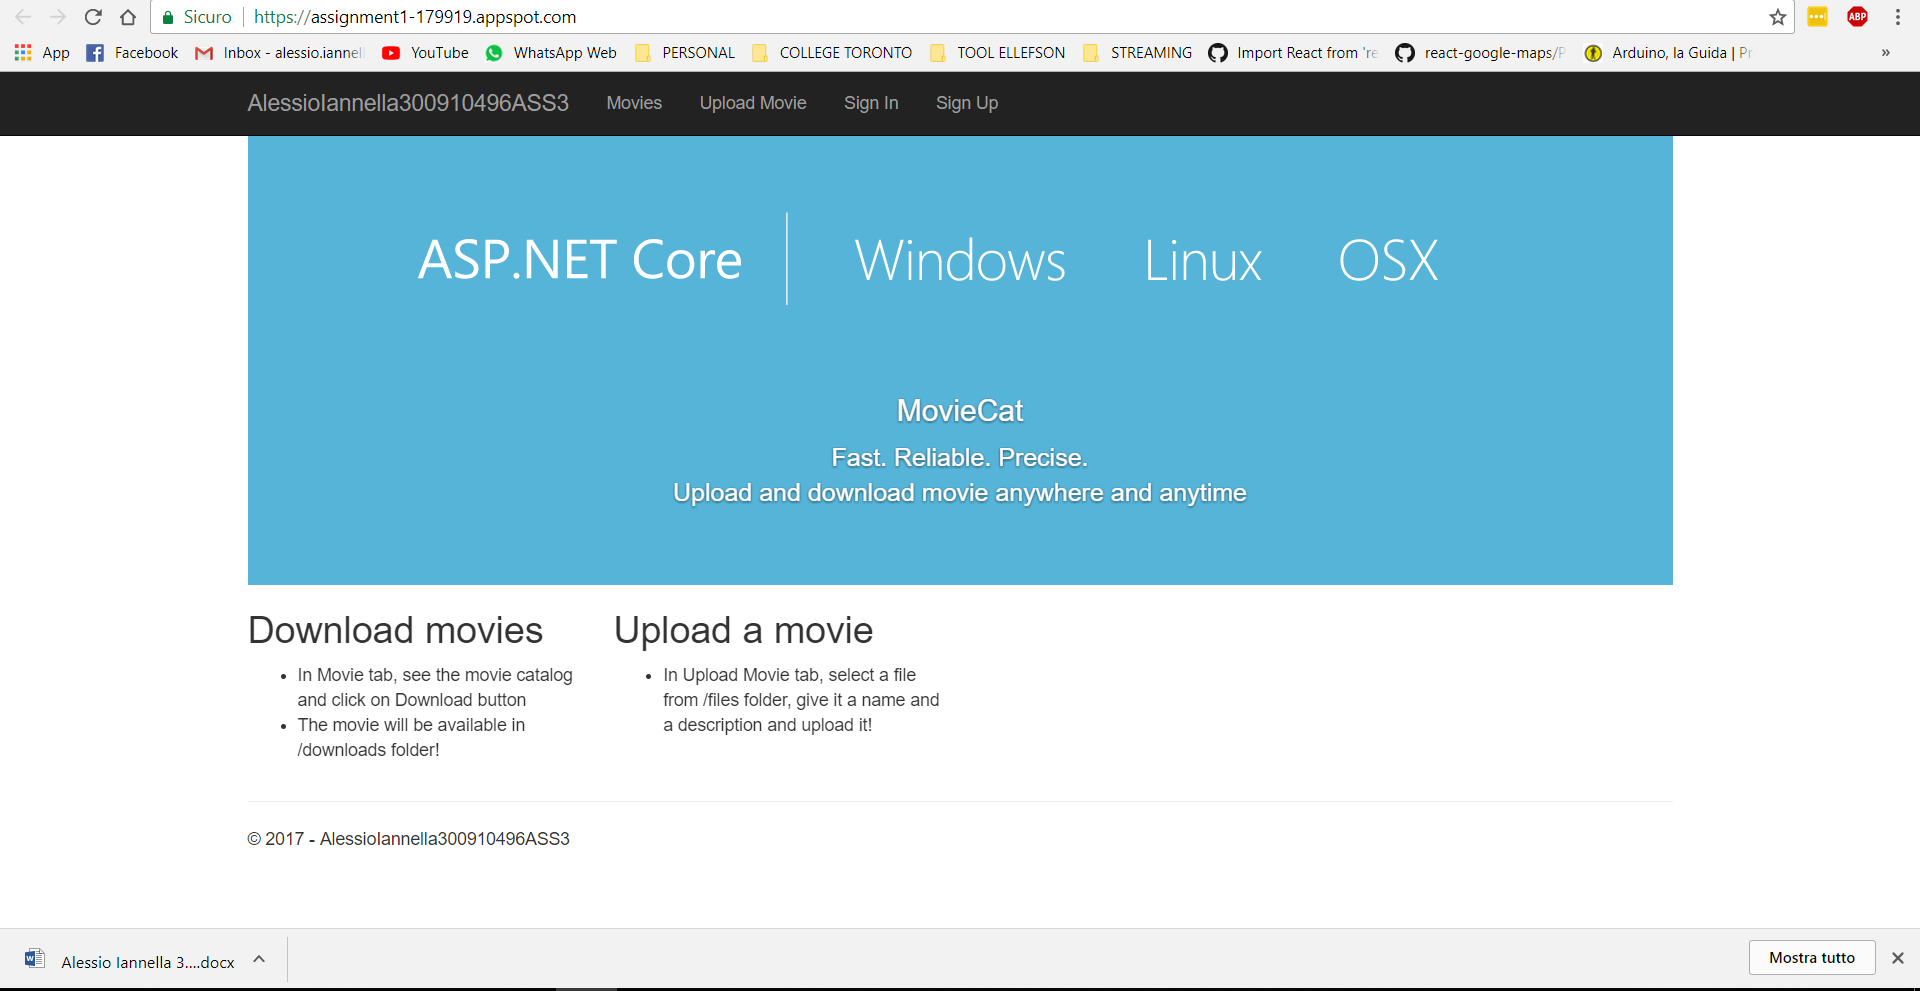 Sicuro https://assignment1-179919.appspot.com ABP
App Facebook Inbox - alessio.iannel YouTube WhatsApp Web PERSONAL COLLEGE TORONTO TOOL ELLEFSON STREAMING Import React from 're react-google-maps/P Arduino, la Guida | Pr »
AlessioIannella300910496ASS3 Movies Upload Movie Sign In Sign Up
ASP.NET Core Windows Linux OSX
MovieCat
Fast. Reliable. Precise.
Upload and download movie anywhere and anytime
Download movies
In Movie tab, see the movie catalog
and click on Download button
The movie will be available in
/downloads folder!
Upload a movie
In Upload Movie tab, select a file
from /files folder, give it a name and
a description and upload it!
© 2017 - AlessioIannella300910496ASS3
Alessio Iannella 3....docx Mostra tutto